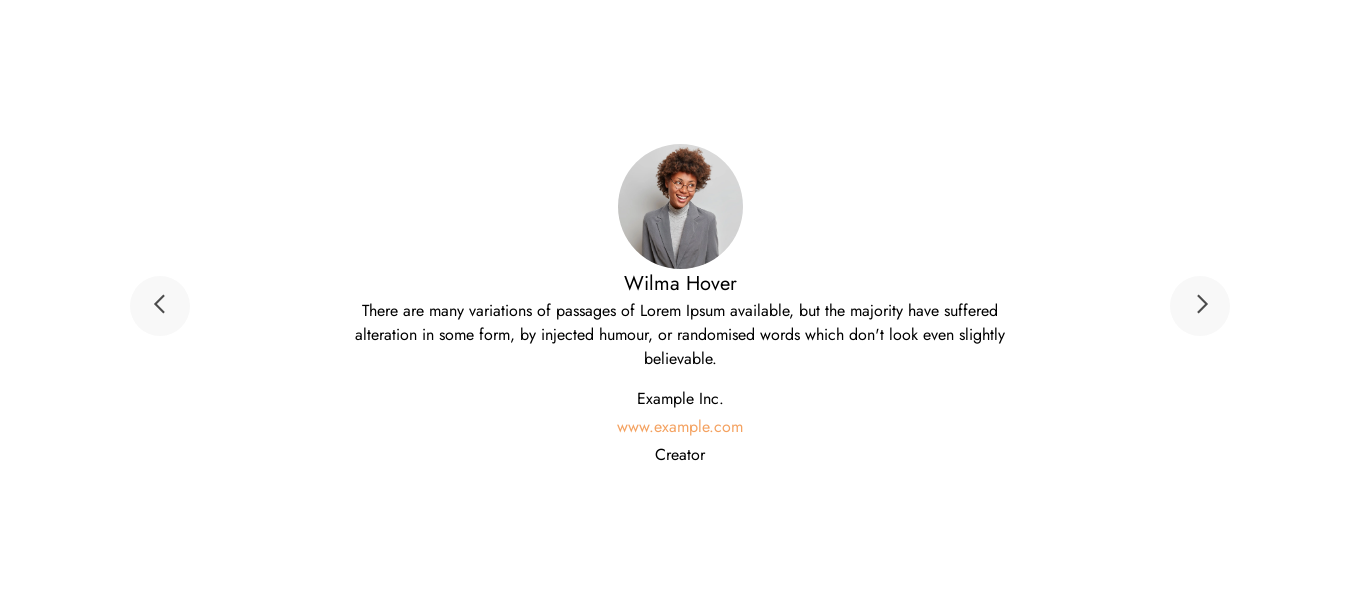 Wilma Hover
There are many variations of passages of Lorem Ipsum available, but the majority have suffered
alteration in some form, by injected humour, or randomised words which don't look even slightly
believable.
Example Inc.
www.example.com
Creator